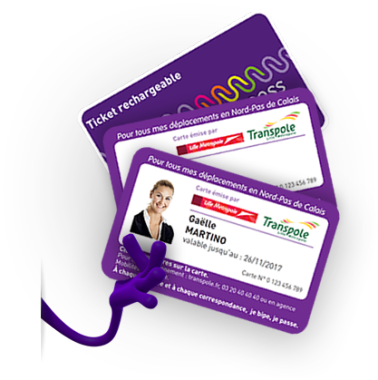 Ticket rechargeable
Pour tous mes déplacements en Nord-Pas de Calais
Carte émise par
Lille Metropole
Transpole
0 123 456 789
Pour tous mes déplacements en Nord-Pas de Calais
Carte émise par
Lille Metropole
Transpole
Gaëlle
MARTINO
valable jusqu'au : 26/11/2017
Carte N° 0 123 456 789
res sur la carte.
transpole.fr, 03 20 40 40 40 ou en agence
À chaque
e et à chaque correspondance, je bipe, je passe.